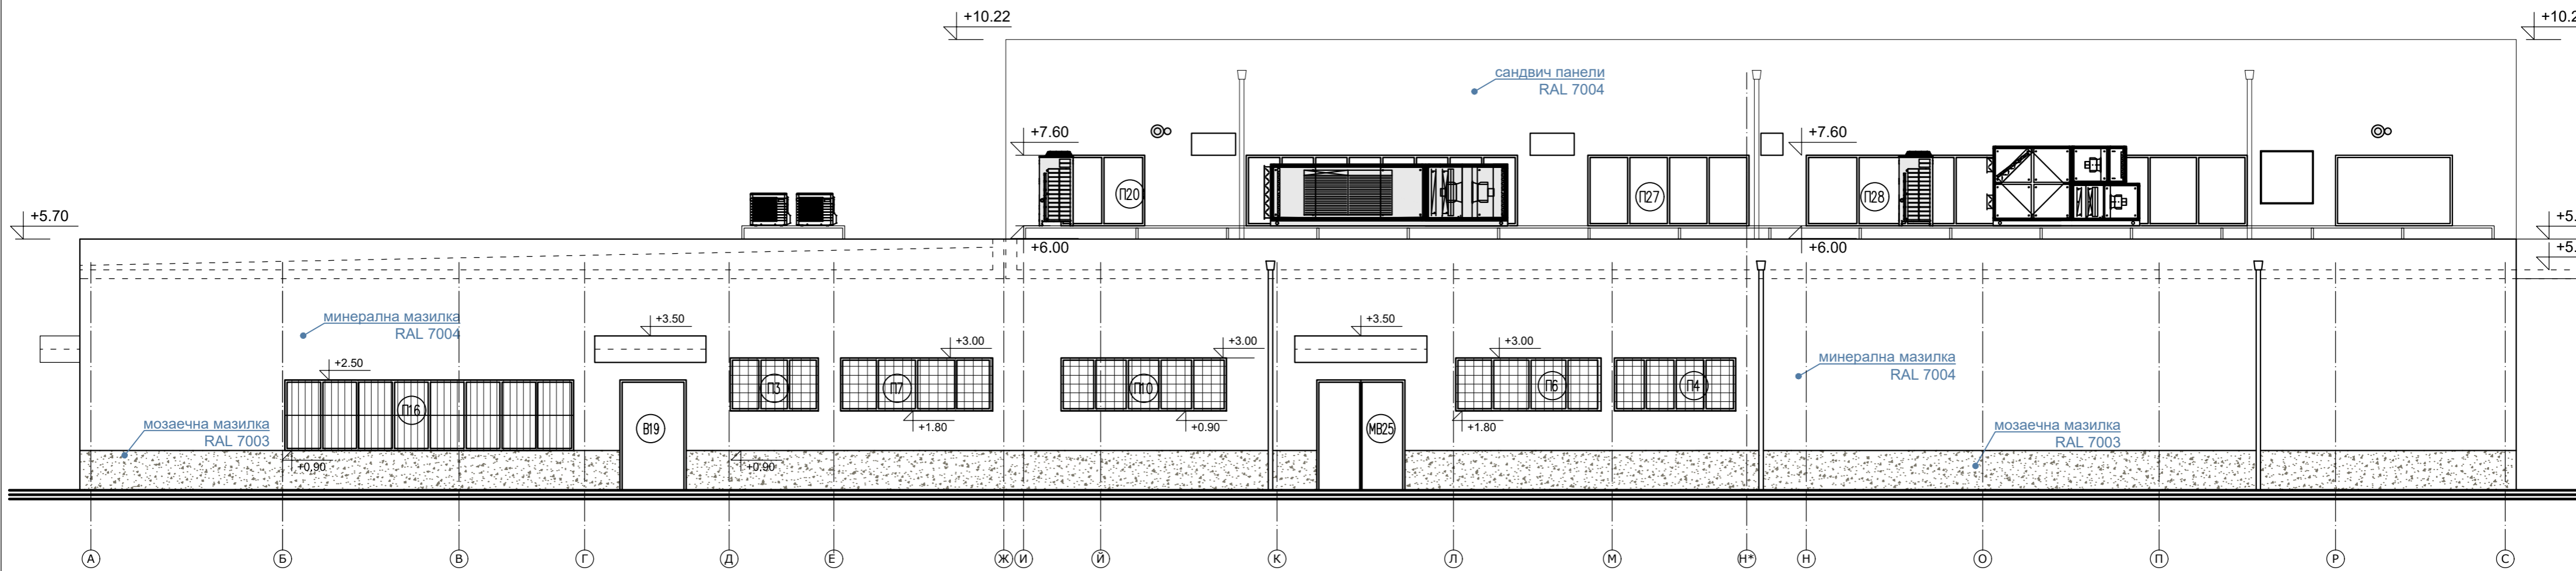 +10.22
+10.2
сандвич панели
RAL 7004
+7.60
+7.60
П20
П27
П28
+5.70
+5.
+6.00
+6.00
+5.
минерална мазилка
RAL 7004
+3.50
+3.50
+3.00
+3.00
+3.00
минерална мазилка
RAL 7004
+2.50
П3
П7
П10
П6
П4
П16
мозаечна мазилка
RAL 7003
В19
+1.80
+0.90
МВ25
+1.80
мозаечна мазилка
RAL 7003
+0.90
+0.90
А
Б
В
Г
Д
Е
Ж
И
Й
К
Л
М
Н*
Н
О
П
Р
С